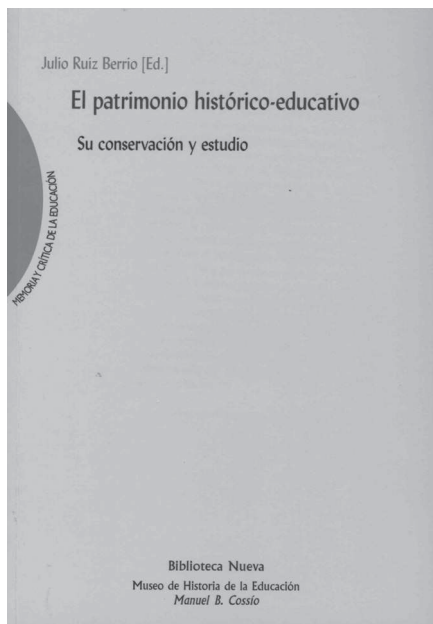 Julio Ruiz Berrio [Ed.]
El patrimonio histórico-educativo
Su conservación y estudio
MEMORIA Y CRÍTICA DE LA EDUCACIÓN
Biblioteca Nueva
Museo de Historia de la Educación
Manuel B. Cossío